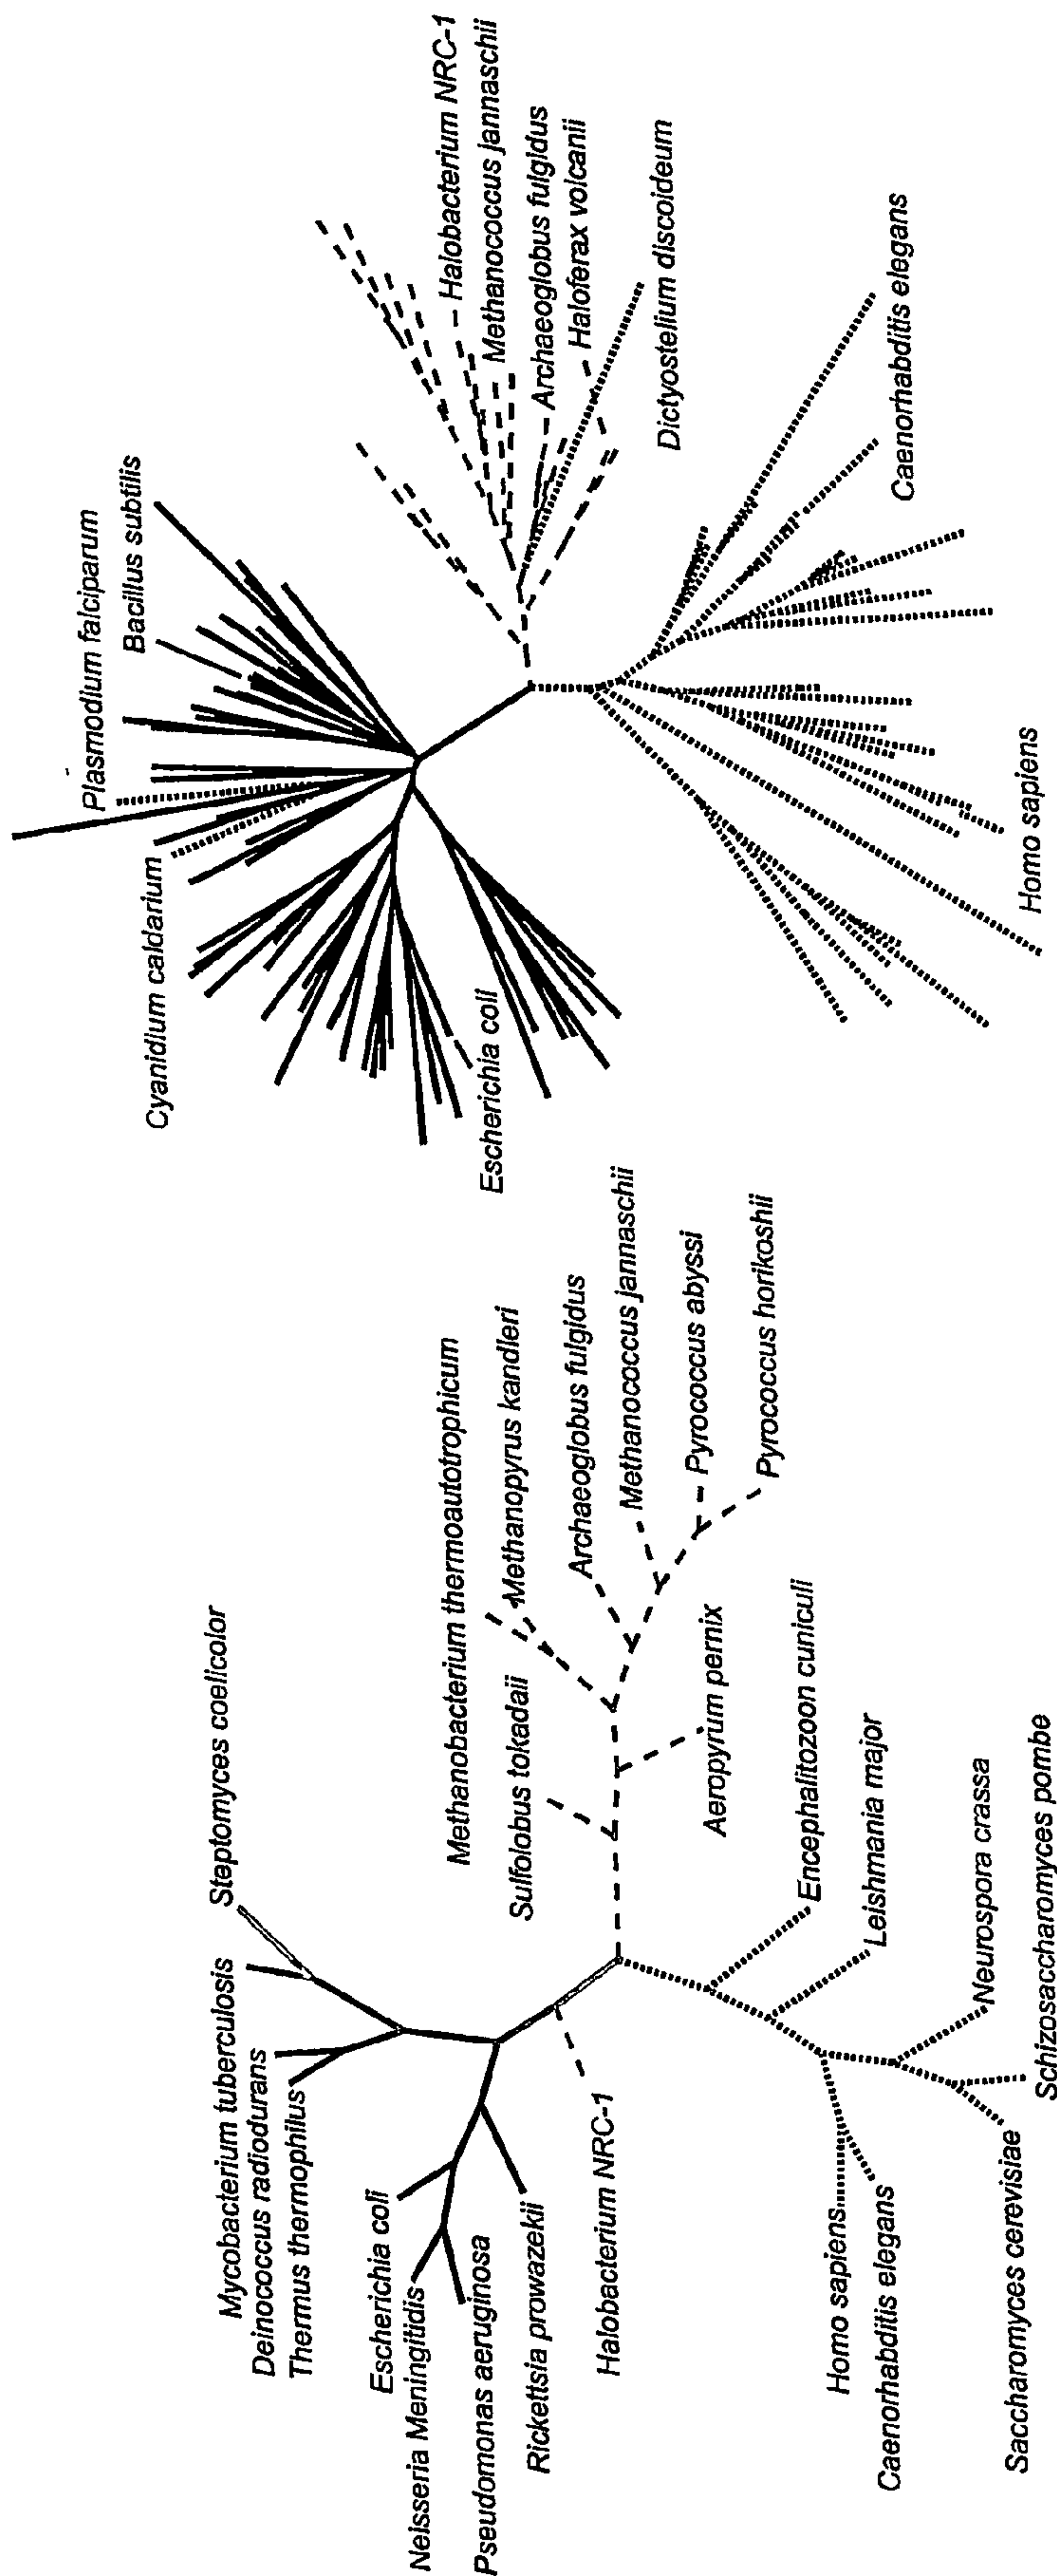 Steptomyces coelicolor
Mycobacterium tuberculosis
Deinococcus radiodurans
Thermus thermophilus
Escherichia coli
Neisseria Meningitidis
Pseudomonas aeruginosa
Rickettsia prowazekii
Halobacterium NRC-1
Methanobacterium thermoautotrophicum
Methanopyrus kandleri
Sulfolobus tokadaii
Archaeoglobus fulgidus
Methanococcus jannaschii
Pyrococcus abyssi
Pyrococcus horikoshii
Aeropyrum pernix
Encephalitozoon cuniculi
Leishmania major
Neurospora crassa
Schizosaccharomyces pombe
Homo sapiens
Caenorhabditis elegans
Saccharomyces cerevisiae
Plasmodium falciparum
Bacillus subtilis
Cyanidium caldarium
Escherichia coli
Halobacterium NRC-1
Methanococcus jannaschii
Archaeoglobus fulgidus
Haloferax volcanii
Dictyostelium discoideum
Caenorhabditis elegans
Homo sapiens